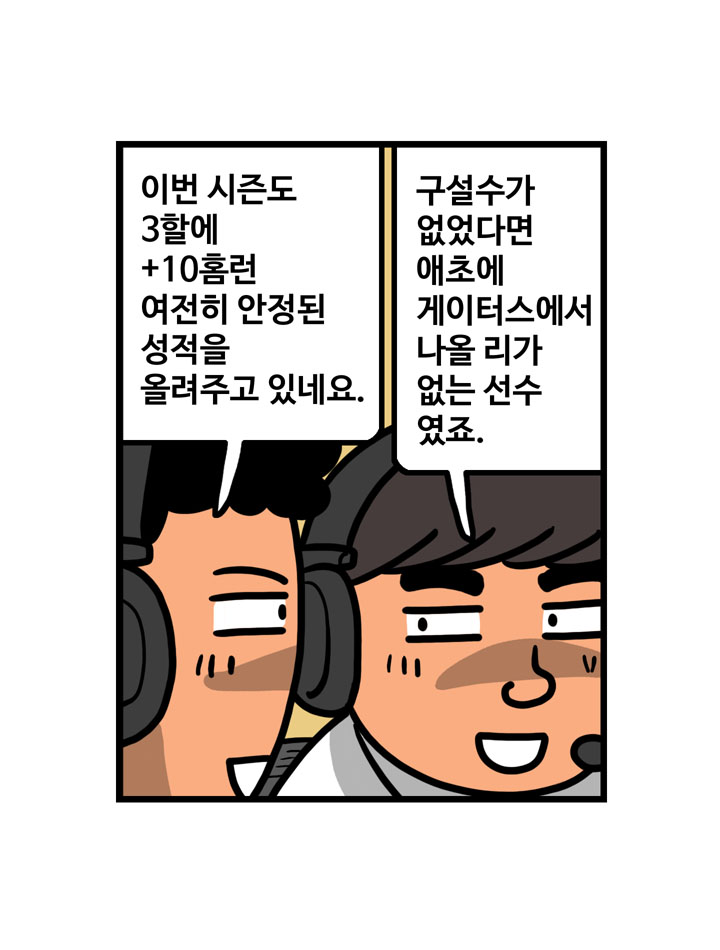 이번 시즌도
3할에
+10홈런
여전히 안정된
성적을
올려주고 있네요.
구설수가
없었다면
애초에
게이터스에서
나올 리가
없는 선수
였죠.